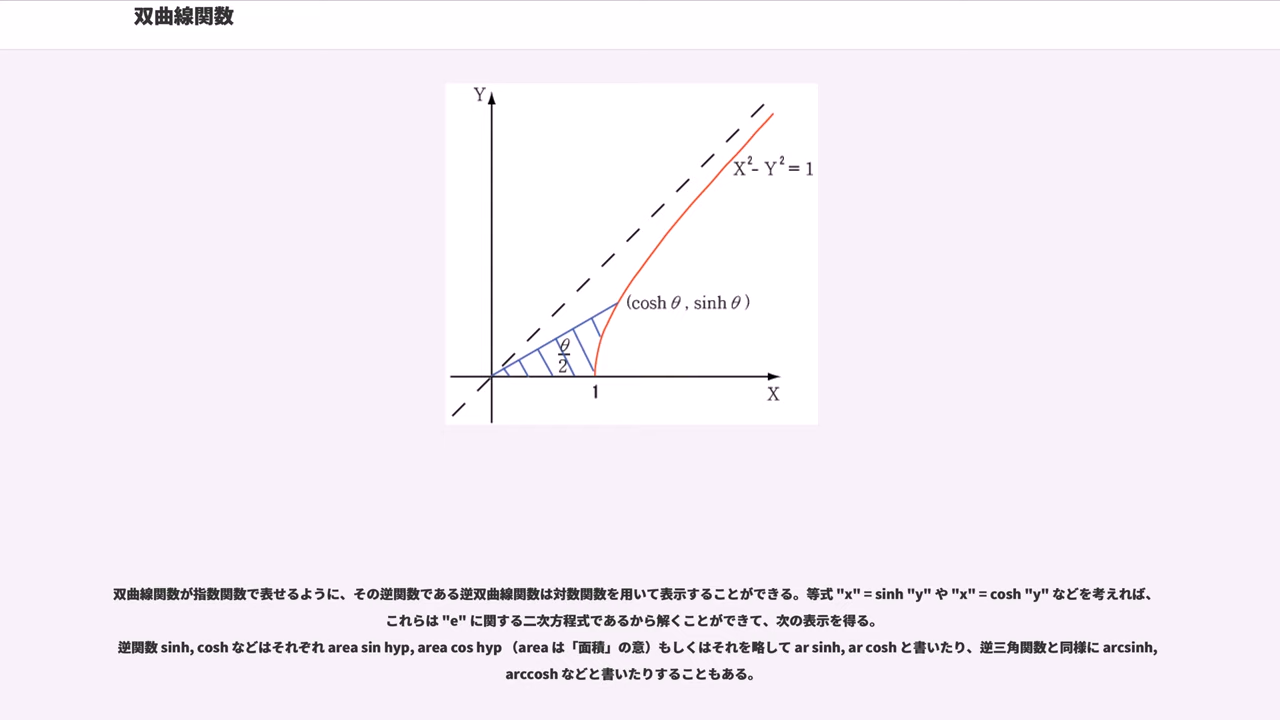 双曲線関数
Y
X²- Y² = 1
(cosh θ , sinh θ )
θ
2
1
X
双曲線関数が指数関数で表せるように、その逆関数である逆双曲線関数は対数関数を用いて表示することができる。等式 "x" = sinh "y" や "x" = cosh "y" などを考えれば、
これらは "e" に関する二次方程式であるから解くことができて、次の表示を得る。
逆関数 sinh, cosh などはそれぞれ area sin hyp, area cos hyp （area は「面積」の意）もしくはそれを略して ar sinh, ar cosh と書いたり、逆三角関数と同様に arcsinh,
arccosh などと書いたりすることもある。